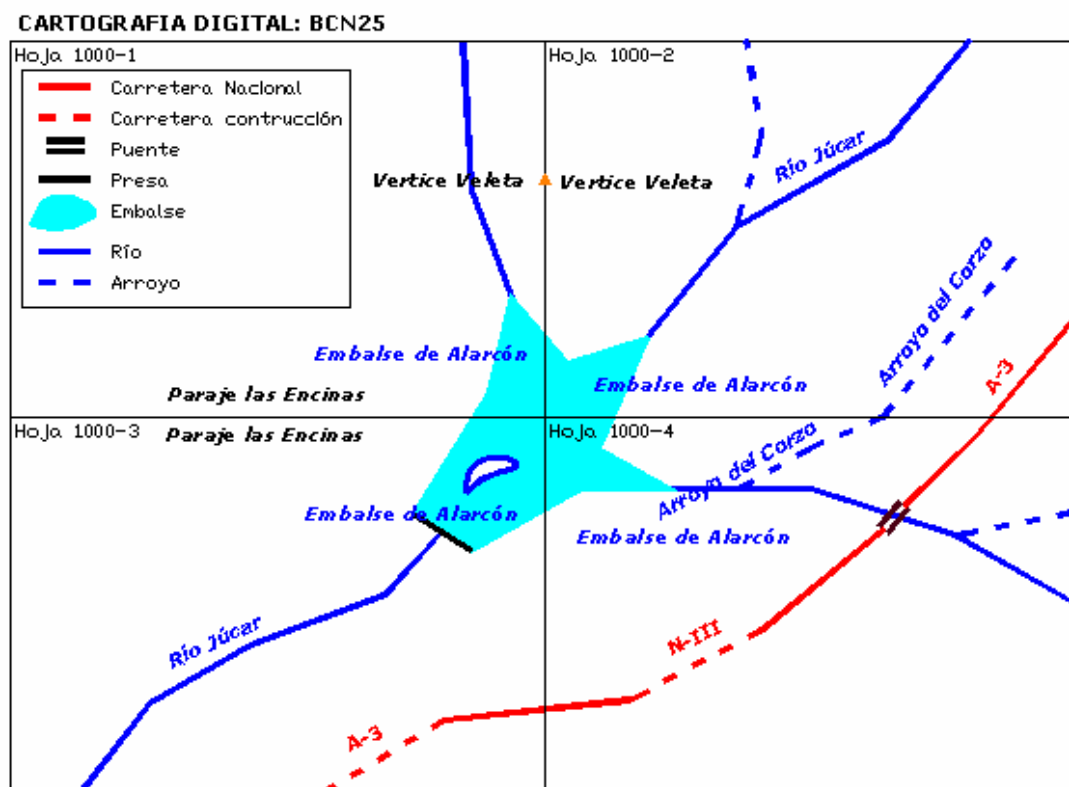 CARTOGRAFIA DIGITAL: BCN25
Hoja 1000-1
Hoja 1000-2
Carretera Nacional
Carretera contrucción
Puente
Presa
Embalse
Río
Arroyo
Vertice Veleta
Vertice Veleta
Río Júcar
Arroyo del Corzo
Embalse de Alarcón
Embalse de Alarcón
A-3
Paraje las Encinas
Hoja 1000-3
Paraje las Encinas
Hoja 1000-4
Arroyo del Corzo
Embalse de Alarcón
Embalse de Alarcón
Río Júcar
N-III
A-3